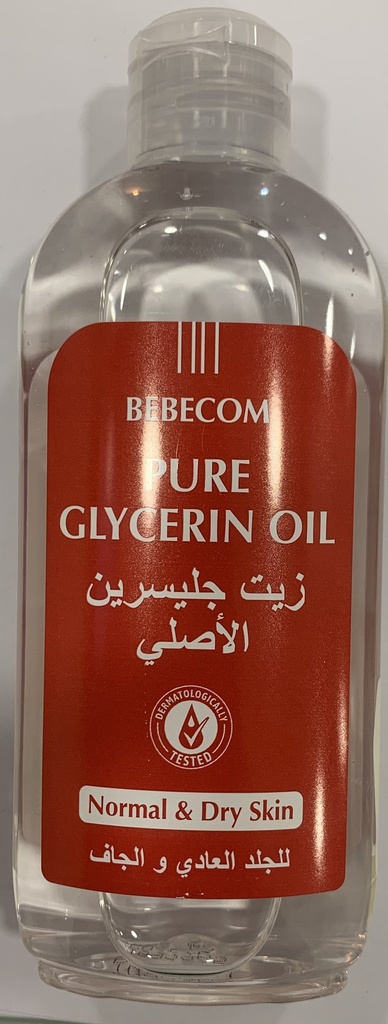 BEBECOM
PURE
GLYCERIN OIL
زيت جليسرين
الأصلي
DERMATOLOGICALLY
TESTED
Normal & Dry Skin
للجلد العادي و الجاف